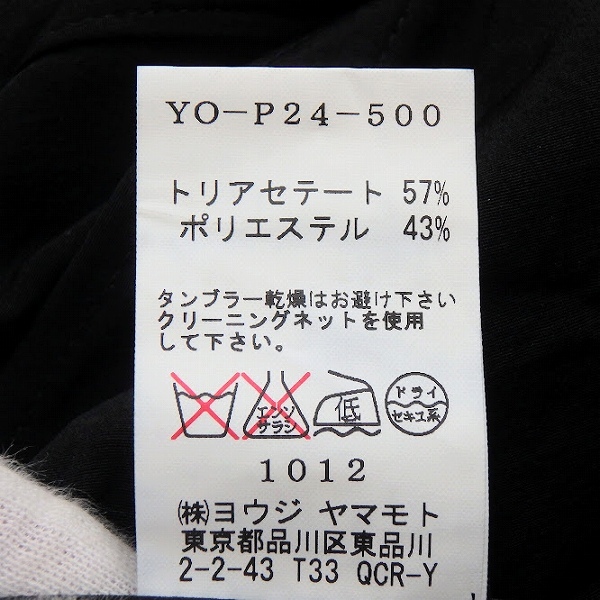 YO-P24-500
トリアセテート 57%
ポリエステル 43%
タンブラー乾燥はお避け下さい
クリーニングネットを使用
して下さい。
エンソ
サラシ
低
ドライ
セキユ系
1012
㈱ヨウジ ヤマモト
東京都品川区東品川
2-2-43 T33 QCR-Y